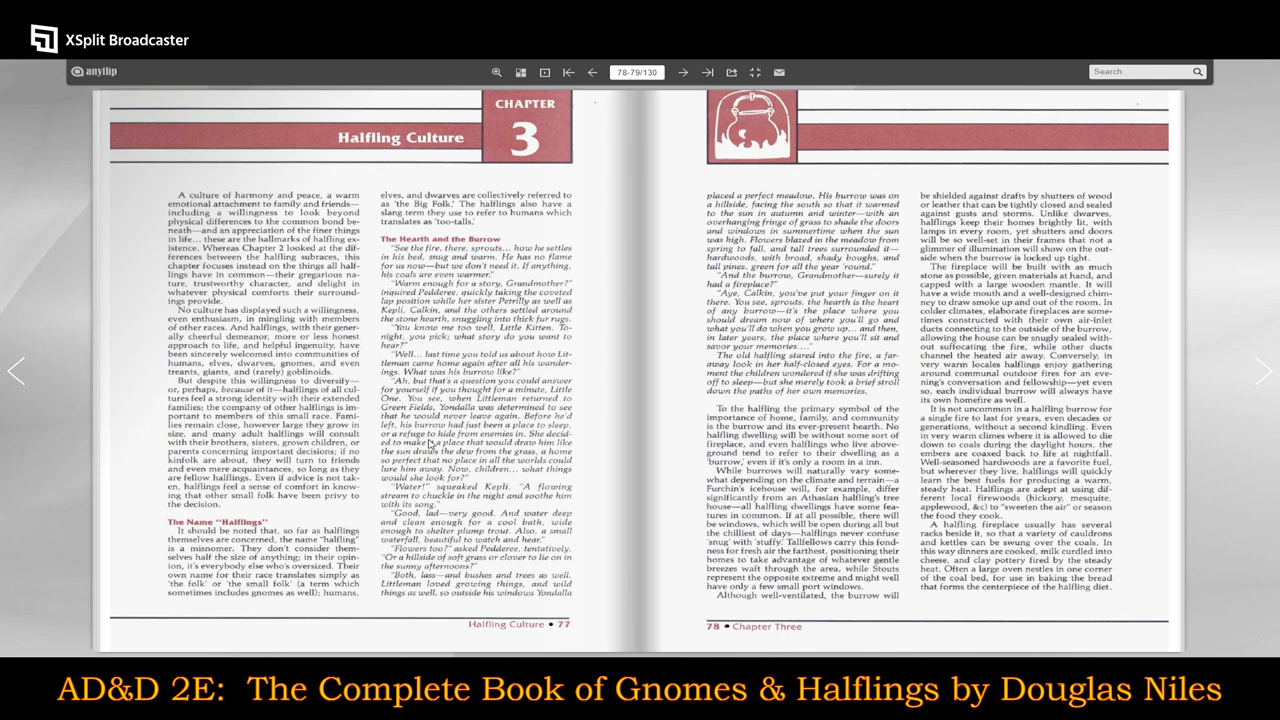 XSplit Broadcaster
anyflip
78-79/130
Search
CHAPTER
3
Halfling Culture
A culture of harmony and peace, a warm
emotional attachment to family and friends—
including a willingness to look beyond
physical differences to the common bond be-
neath—and an appreciation of the finer things
in life... these are the hallmarks of halfling ex-
istence. Whereas Chapter 2 looked at the dif-
ferences between the halfling subraces, this
chapter focuses instead on the things all half-
lings have in common—their gregarious na-
ture, trustworthy character, and delight in
whatever physical comforts their surround-
ings provide.
No culture has displayed such a willingness,
even enthusiasm, in mingling with members
of other races. And halflings, with their gener-
ally cheerful demeanor, more or less honest
approach to life, and helpful ingenuity, have
been sincerely welcomed into communities of
humans, elves, dwarves, gnomes, and even
treants, giants, and (rarely) goblinoids.
But despite this willingness to diversify—
or, perhaps, because of it—halflings of all cul-
tures feel a strong identity with their extended
families; the company of other halflings is im-
portant to members of this small race. Fami-
lies remain close, however large they grow in
size, and many adult halflings will consult
with their brothers, sisters, grown children, or
parents concerning important decisions; if no
kinfolk are about, they will turn to friends
and even mere acquaintances, so long as they
are fellow halflings. Even if advice is not tak-
en, halflings feel a sense of comfort in know-
ing that other small folk have been privy to
the decision.
The Name "Halflings"
It should be noted that, so far as halflings
themselves are concerned, the name "halfling"
is a misnomer. They don't consider them-
selves half the size of anything; in their opin-
ion, it's everybody else who's oversized. Their
own name for their race translates simply as
'the folk' or 'the small folk' (a term which
sometimes includes gnomes as well); humans,
elves, and dwarves are collectively referred to
as 'the Big Folk.' The halflings also have a
slang term they use to refer to humans which
translates as 'too-talls.'
The Hearth and the Burrow
"See the fire, there, sprouts... how he settles
in his bed, snug and warm. He has no flame
for us now—but we don't need it. If anything,
his coals are even warmer."
"Warm enough for a story, Grandmother?"
inquired Pedderee, quickly taking the coveted
lap position while her sister Petrilly as well as
Kepli, Calkin, and the others settled around
the stone hearth, snuggling into thick fur rugs.
"You know me too well, Little Kitten. To-
night, you pick; what story do you want to
hear?"
"Well... last time you told us about how Lit-
tleman came home again after all his wander-
ings. What was his burrow like?"
"Ah, but that's a question you could answer
for yourself if you thought for a minute, Little
One. You see, when Littleman returned to
Green Fields, Yondalla was determined to see
that he would never leave again. Before he'd
left, his burrow had just been a place to sleep,
or a refuge to hide from enemies in. She decid-
ed to make it a place that would draw him like
the sun draws the dew from the grass, a home
so perfect that no place in all the worlds could
lure him away. Now, children... what things
would she look for?"
"Water!" squeaked Kepli. "A flowing
stream to chuckle in the night and soothe him
with its song."
"Good, lad—very good. And water deep
and clean enough for a cool bath, wide
enough to shelter plump trout. Also, a small
waterfall, beautiful to watch and hear."
"Flowers too?" asked Pedderee, tentatively.
"Or a hillside of soft grass or clover to lie on in
the sunny afternoons?"
"Both, lass—and bushes and trees as well.
Littleman loved growing things, and wild
things as well, so outside his windows Yondalla
Halfling Culture • 77
placed a perfect meadow. His burrow was on
a hillside, facing the south so that it warmed
to the sun in autumn and winter—with an
overhanging fringe of grass to shade the doors
and windows in summertime when the sun
was high. Flowers blazed in the meadow from
spring to fall, and tall trees surrounded it—
hardwoods, with broad, shady boughs, and
tall pines, green for all the year 'round."
"And the burrow, Grandmother—surely it
had a fireplace?"
"Aye, Calkin, you've put your finger on it
there. You see, sprouts, the hearth is the heart
of any burrow—it's the place where you
should dream now of where you'll go and
what you'll do when you grow up... and then,
in later years, the place where you'll sit and
savor your memories...."
The old halfling stared into the fire, a far-
away look in her half-closed eyes. For a mo-
ment the children wondered if she was drifting
off to sleep—but she merely took a brief stroll
down the paths of her own memories.
To the halfling the primary symbol of the
importance of home, family, and community
is the burrow and its ever-present hearth. No
halfling dwelling will be without some sort of
fireplace, and even halflings who live above-
ground tend to refer to their dwelling as a
'burrow,' even if it's only a room in a inn.
While burrows will naturally vary some-
what depending on the climate and terrain—a
Furchin's icehouse will, for example, differ
significantly from an Athasian halfling's tree
house—all halfling dwellings have some fea-
tures in common. If at all possible, there will
be windows, which will be open during all but
the chilliest of days—halflings never confuse
'snug' with 'stuffy.' Tallfellows carry this fond-
ness for fresh air the farthest, positioning their
homes to take advantage of whatever gentle
breezes waft through the area, while Stouts
represent the opposite extreme and might well
have only a few small port windows.
Although well-ventilated, the burrow will
be shielded against drafts by shutters of wood
or leather that can be tightly closed and sealed
against gusts and storms. Unlike dwarves,
halflings keep their homes brightly lit, with
lamps in every room, yet shutters and doors
will be so well-set in their frames that not a
glimmer of illumination will show on the out-
side when the burrow is locked up tight.
The fireplace will be built with as much
stone as possible, given materials at hand, and
capped with a large wooden mantle. It will
have a wide mouth and a well-designed chim-
ney to draw smoke up and out of the room. In
colder climates, elaborate fireplaces are some-
times constructed with their own air-inlet
ducts connecting to the outside of the burrow,
allowing the house can be snugly sealed with-
out suffocating the fire, while other ducts
channel the heated air away. Conversely, in
very warm locales halflings enjoy gathering
around communal outdoor fires for an eve-
ning's conversation and fellowship—yet even
so, each individual burrow will always have
its own homefire as well.
It is not uncommon in a halfling burrow for
a single fire to last for years, even decades or
generations, without a second kindling. Even
in very warm climes where it is allowed to die
down to coals during the daylight hours, the
embers are coaxed back to life at nightfall.
Well-seasoned hardwoods are a favorite fuel,
but wherever they live, halflings will quickly
learn the best fuels for producing a warm,
steady heat. Halflings are adept at using dif-
ferent local firewoods (hickory, mesquite,
applewood, &c) to "sweeten the air" or season
the food they cook.
A halfling fireplace usually has several
racks beside it, so that a variety of cauldrons
and kettles can be swung over the coals. In
this way dinners are cooked, milk curdled into
cheese, and clay pottery fired by the steady
heat. Often a large oven nestles in one corner
of the coal bed, for use in baking the bread
that forms the centerpiece of the halfling diet.
78 • Chapter Three
AD&D 2E: The Complete Book of Gnomes & Halflings by Douglas Niles